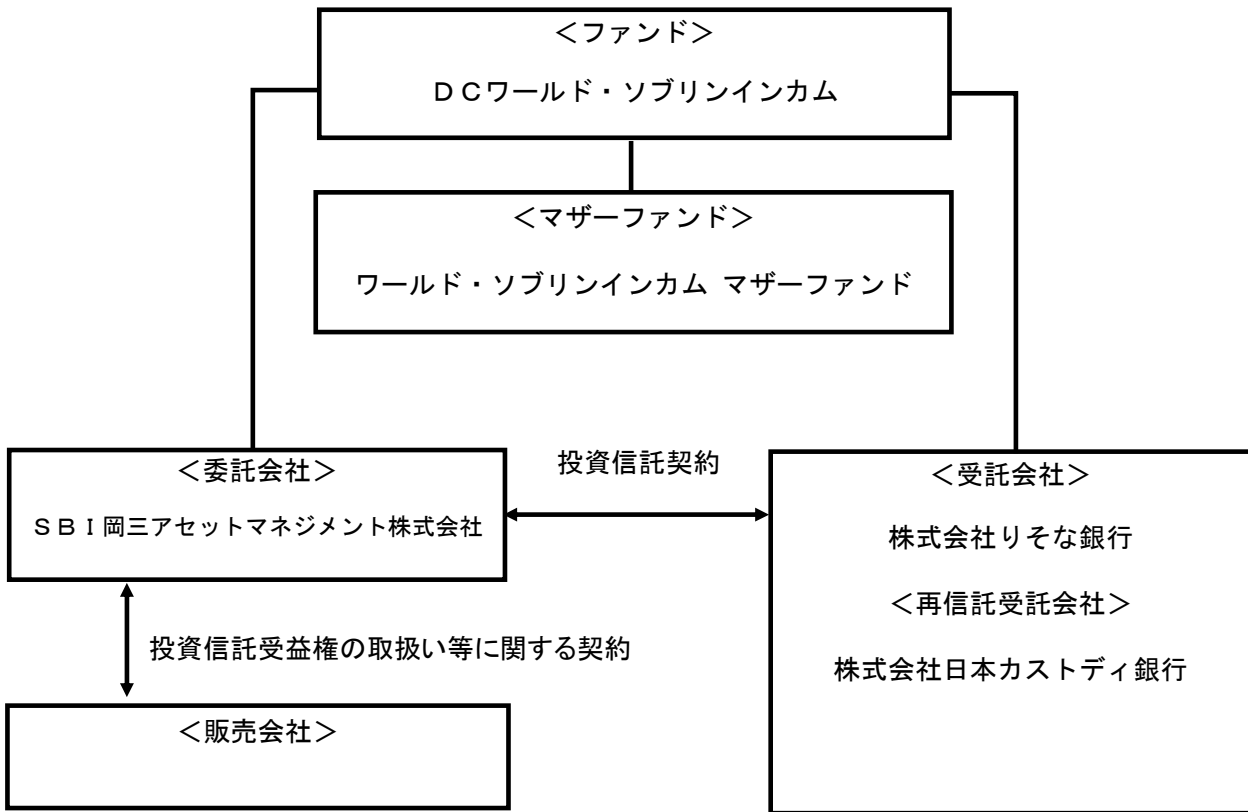 ＜ファンド＞
ＤＣワールド・ソブリンインカム
＜マザーファンド＞
ワールド・ソブリンインカム マザーファンド
＜委託会社＞
ＳＢＩ岡三アセットマネジメント株式会社
投資信託契約
＜受託会社＞
株式会社りそな銀行
＜再信託受託会社＞
株式会社日本カストディ銀行
投資信託受益権の取扱い等に関する契約
＜販売会社＞